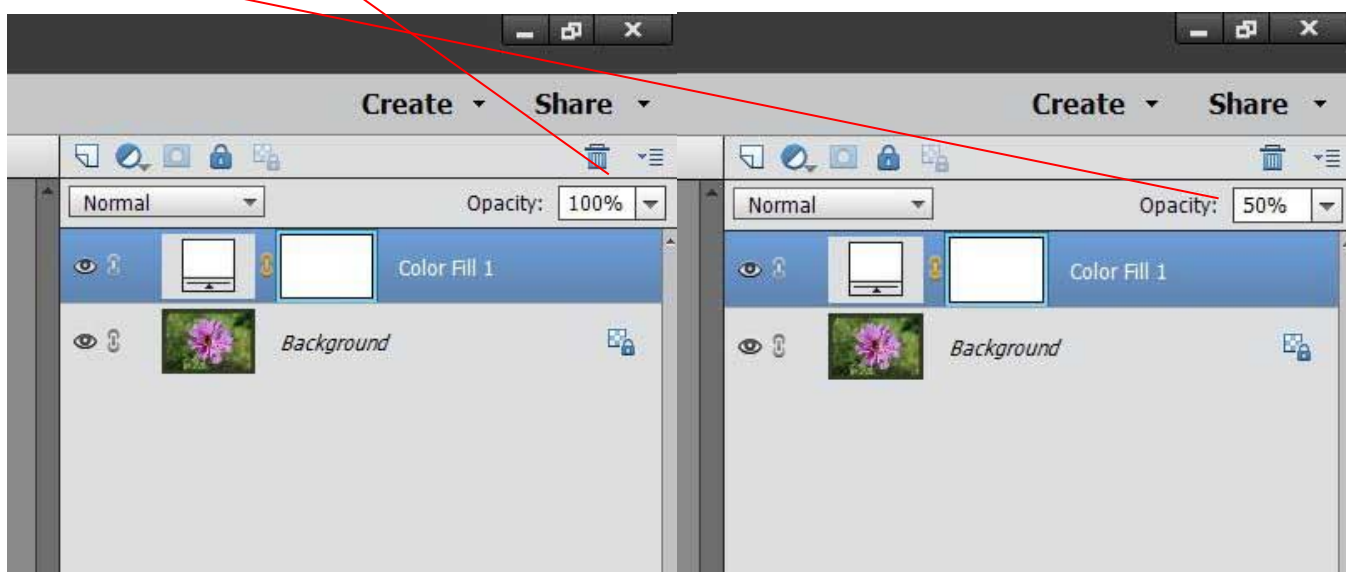 Create Share
Normal Opacity: 100%
Color Fill 1
Background
Create Share
Normal Opacity: 50%
Color Fill 1
Background